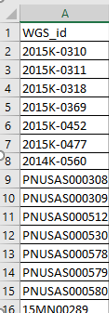 A
1 WGS_id
2 2015K-0310
3 2015K-0311
4 2015K-0318
5 2015K-0369
6 2015K-0452
7 2015K-0477
8 2014K-0560
9 PNUSAS000308
10 PNUSAS000309
11 PNUSAS000512
12 PNUSAS000530
13 PNUSAS000578
14 PNUSAS000579
15 PNUSAS000580
16 15MN00289